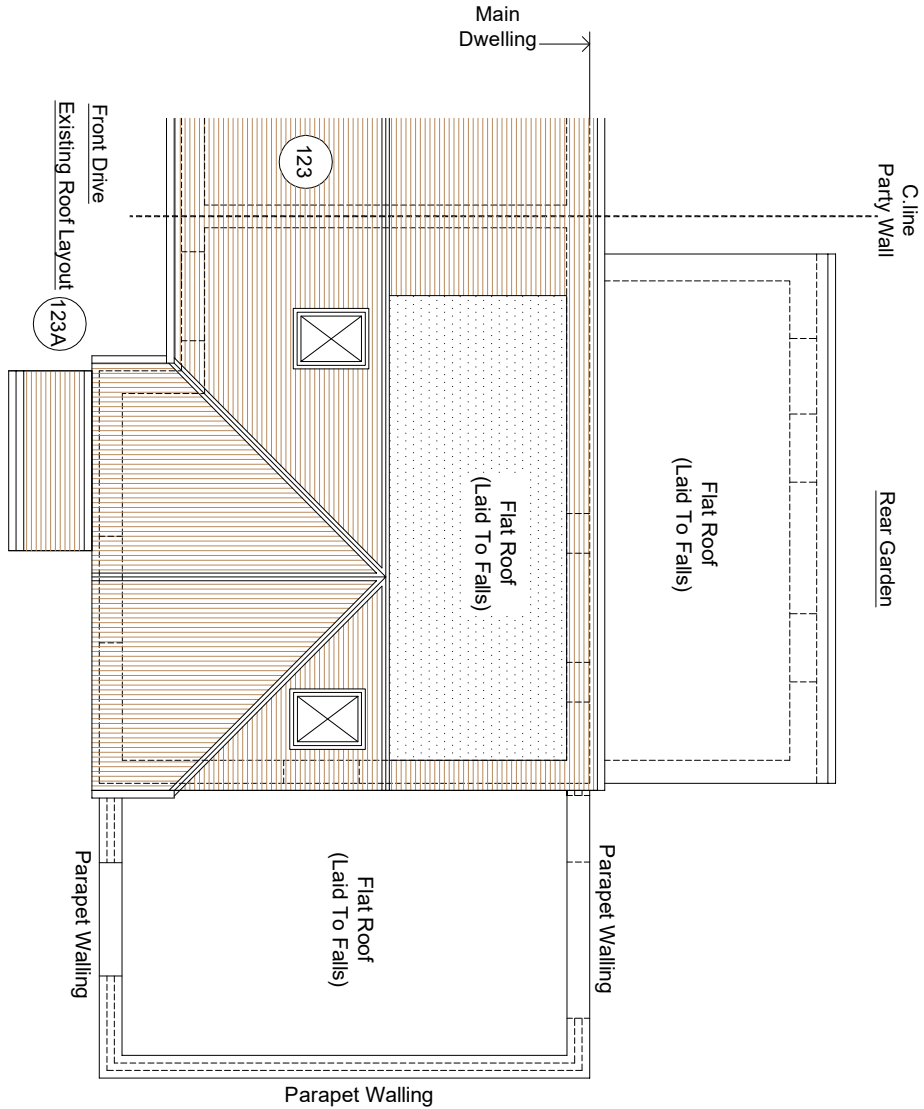 Main
Dwelling
C.line
Party Wall
Rear Garden
123
Front Drive
Existing Roof Layout
123A
Flat Roof
(Laid To Falls)
Flat Roof
(Laid To Falls)
Flat Roof
(Laid To Falls)
Parapet Walling
Parapet Walling
Parapet Walling